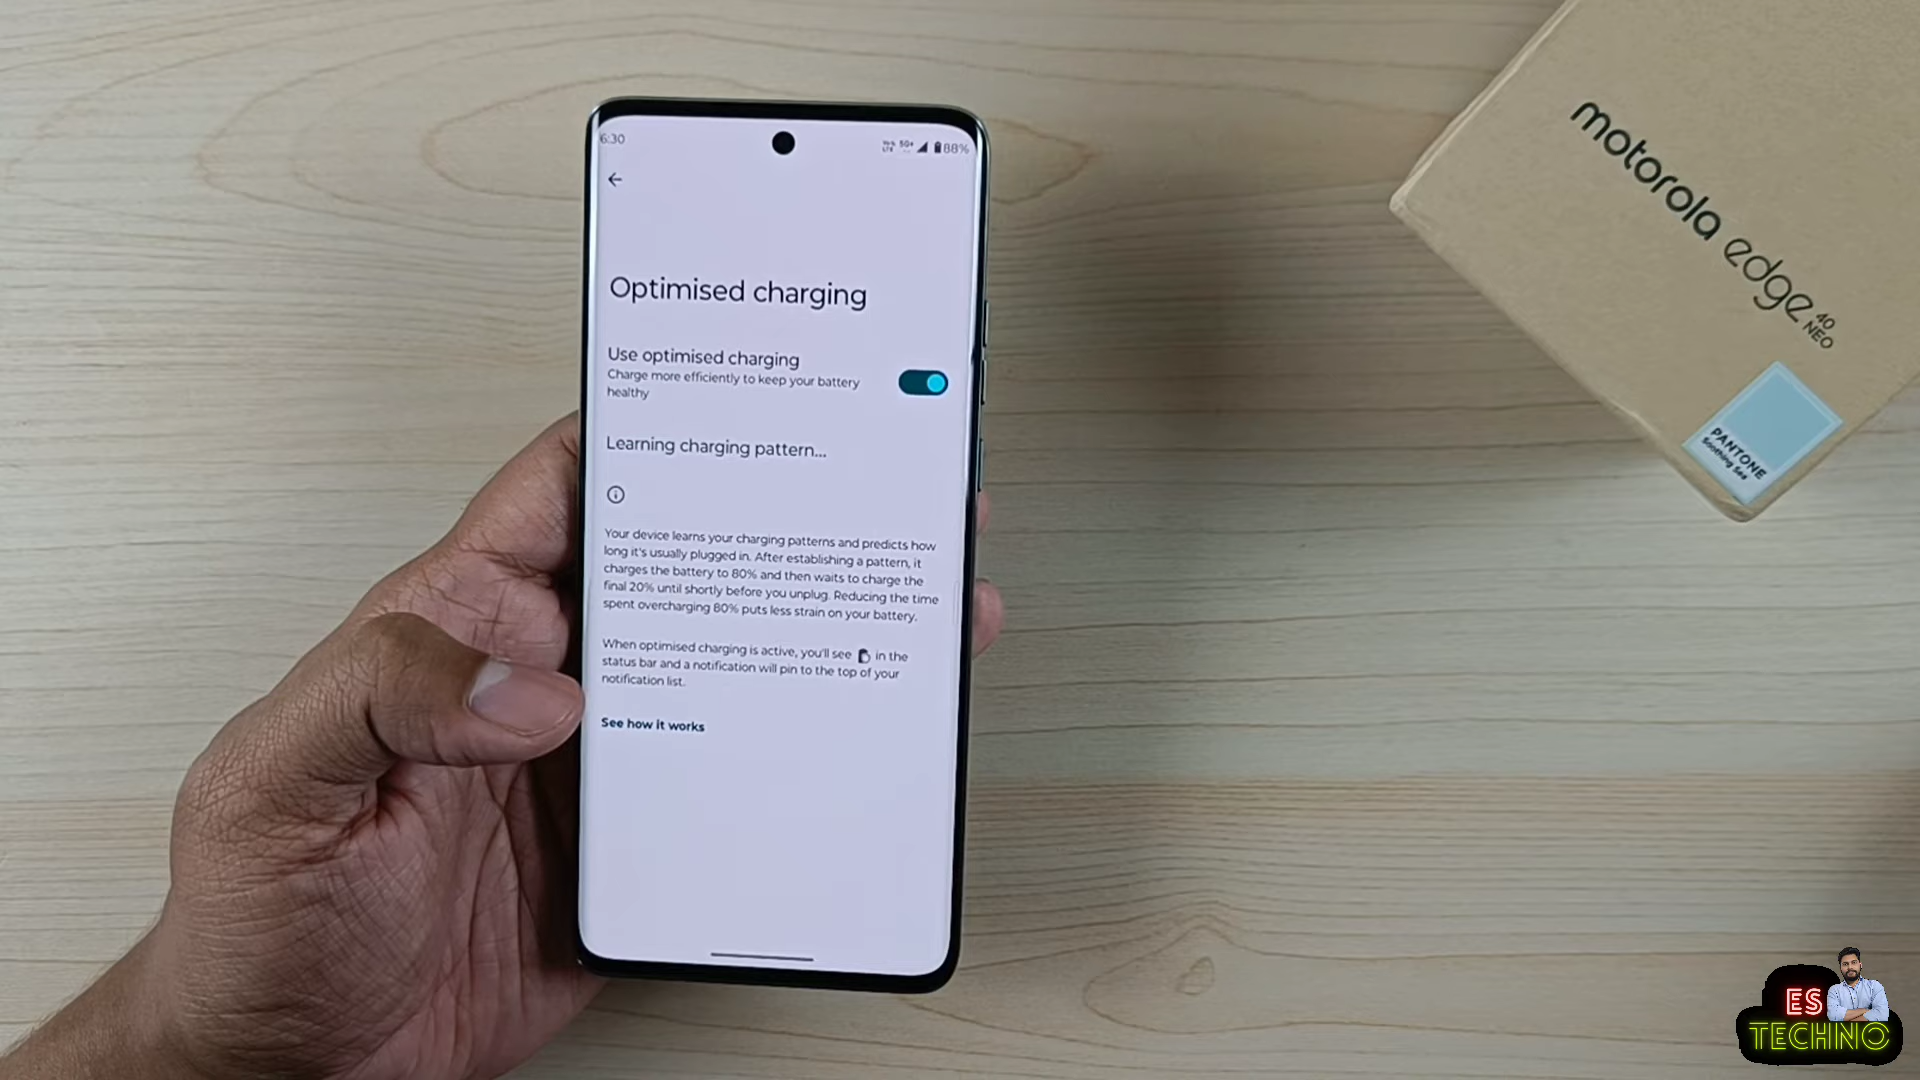 6:30
5G+ 88%
Optimised charging
Use optimised charging
Charge more efficiently to keep your battery
healthy
Learning charging pattern...
Your device learns your charging patterns and predicts how
long it's usually plugged in. After establishing a pattern, it
charges the battery to 80% and then waits to charge the
final 20% until shortly before you unplug. Reducing the time
spent overcharging 80% puts less strain on your battery.
When optimised charging is active, you'll see in the
status bar and a notification will pin to the top of your
notification list.
See how it works
motorola edge 40
NEO
PANTONE
Soothing Sea
ES
TECHNO